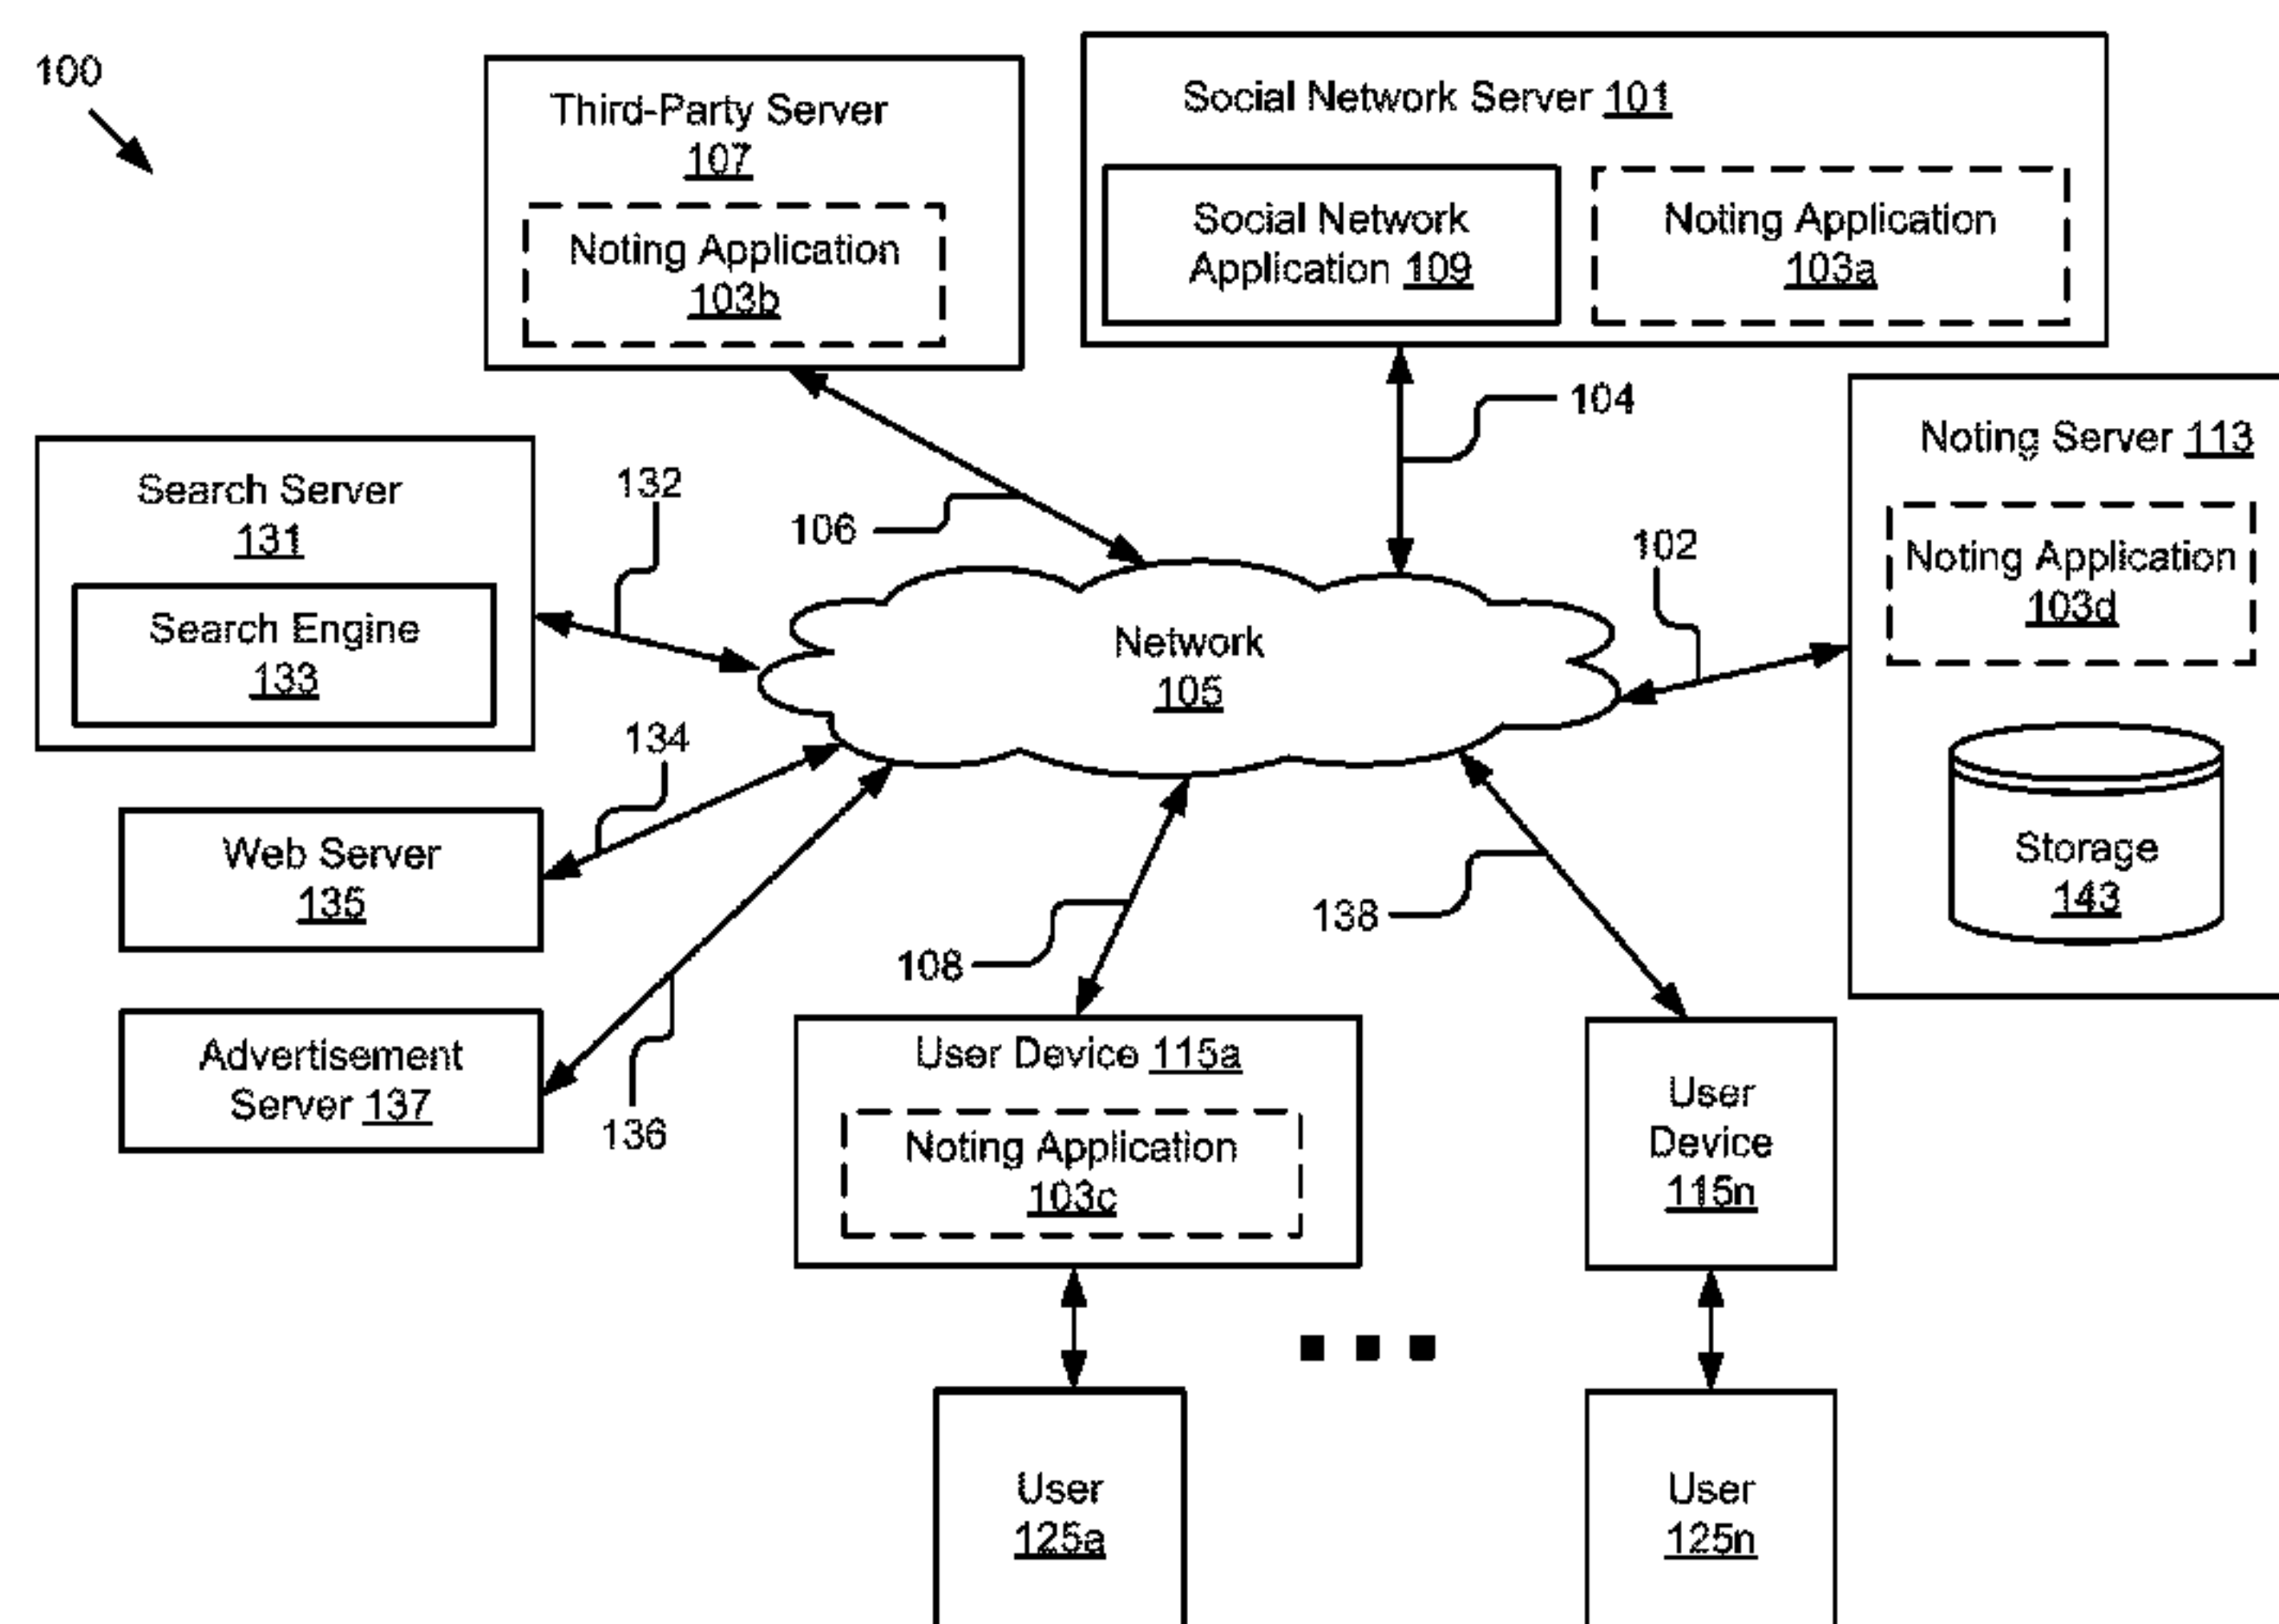 100
Third-Party Server
107
Noting Application
103b
Social Network Server 101
Social Network
Application 109
Noting Application
103a
104
106
132
102
Search Server
131
Search Engine
133
Noting Server 113
Noting Application
103d
Storage
143
Network
105
134
Web Server
135
136
Advertisement
Server 137
108
138
User Device 115a
Noting Application
103c
User
Device
115n
User
125a
User
125n